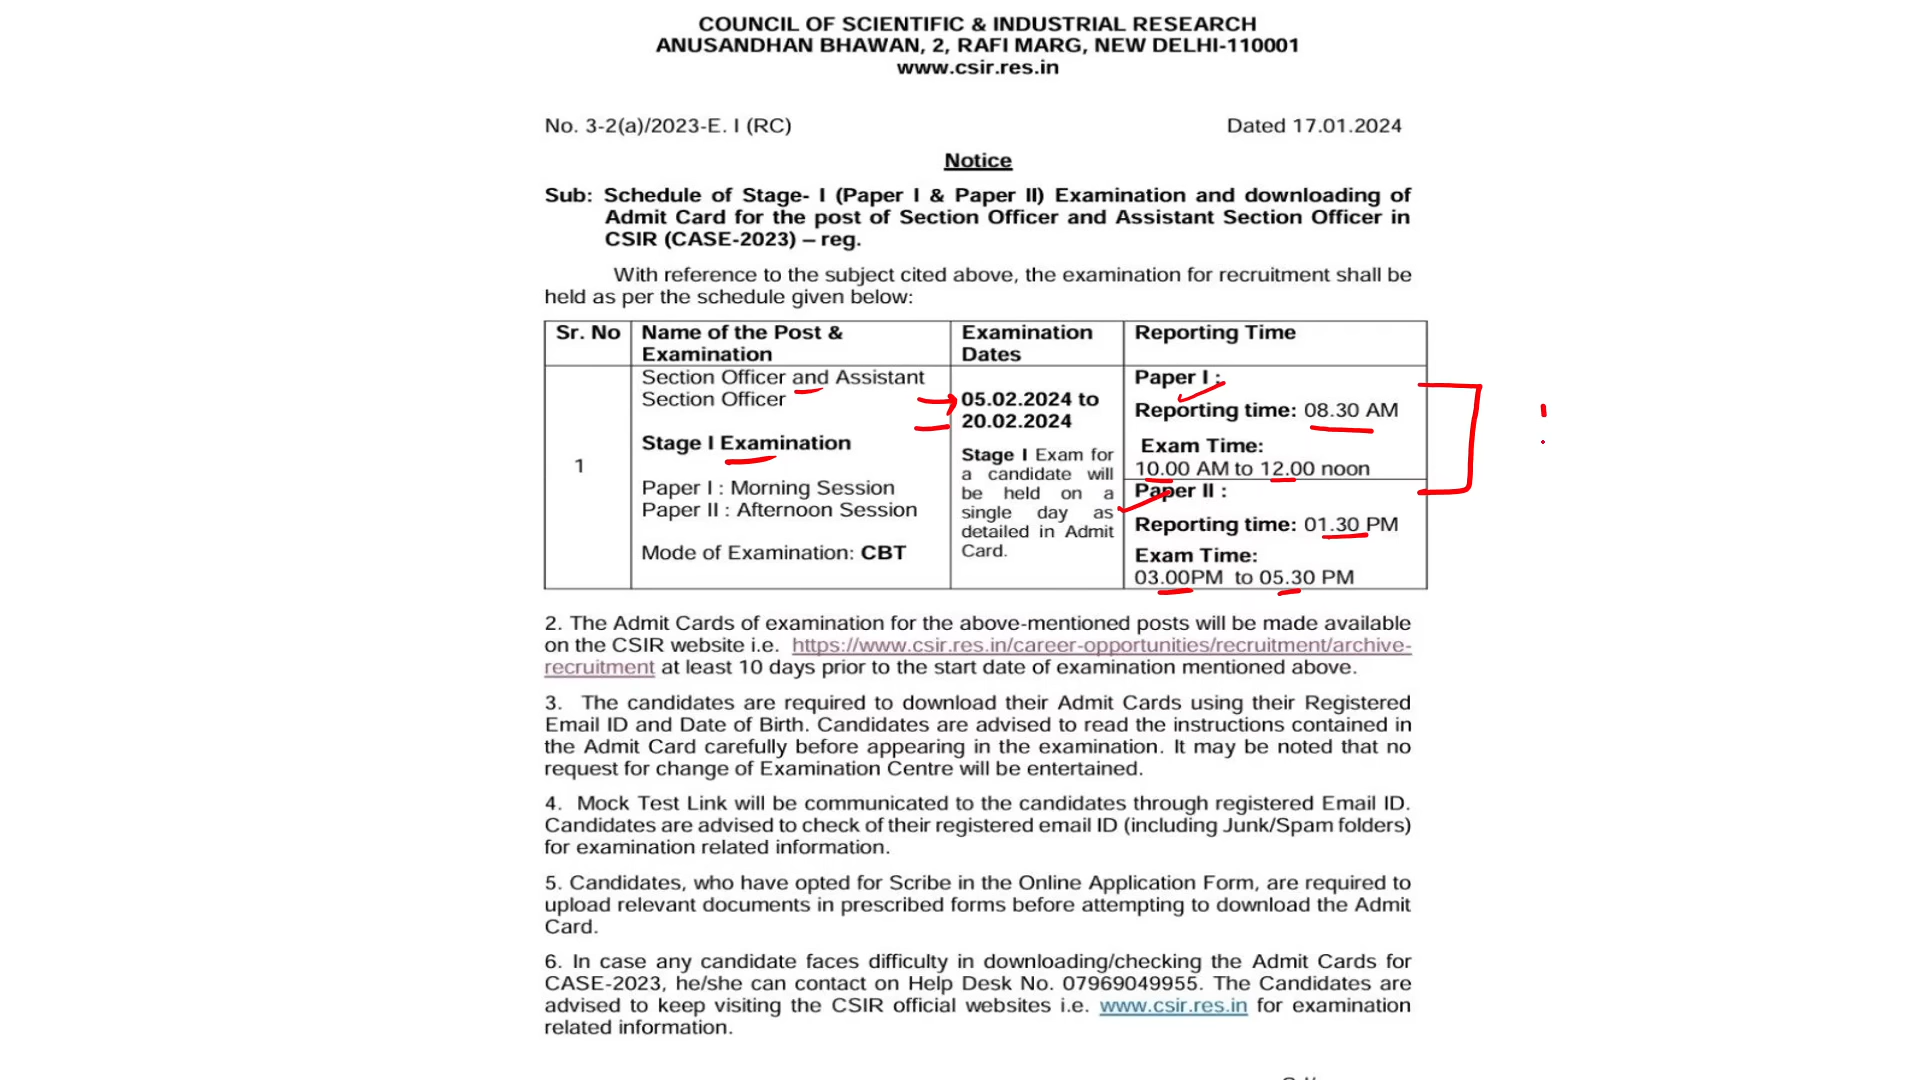 COUNCIL OF SCIENTIFIC & INDUSTRIAL RESEARCH
ANUSANDHAN BHAWAN, 2, RAFI MARG, NEW DELHI-110001
www.csir.res.in
No. 3-2(a)/2023-E. I (RC) Dated 17.01.2024
Notice
Sub: Schedule of Stage- I (Paper I & Paper II) Examination and downloading of
Admit Card for the post of Section Officer and Assistant Section Officer in
CSIR (CASE-2023) – reg.
With reference to the subject cited above, the examination for recruitment shall be
held as per the schedule given below:
Sr. No
Name of the Post &
Examination
Examination
Dates
Reporting Time
1
Section Officer and Assistant
Section Officer
Stage I Examination
Paper I : Morning Session
Paper II : Afternoon Session
Mode of Examination: CBT
05.02.2024 to
20.02.2024
Stage I Exam for
a candidate will
be held on a
single day as
detailed in Admit
Card.
Paper I :
Reporting time: 08.30 AM
Exam Time:
10.00 AM to 12.00 noon
Paper II :
Reporting time: 01.30 PM
Exam Time:
03.00PM to 05.30 PM
2. The Admit Cards of examination for the above-mentioned posts will be made available
on the CSIR website i.e. https://www.csir.res.in/career-opportunities/recruitment/archive-
recruitment at least 10 days prior to the start date of examination mentioned above.
3. The candidates are required to download their Admit Cards using their Registered
Email ID and Date of Birth. Candidates are advised to read the instructions contained in
the Admit Card carefully before appearing in the examination. It may be noted that no
request for change of Examination Centre will be entertained.
4. Mock Test Link will be communicated to the candidates through registered Email ID.
Candidates are advised to check of their registered email ID (including Junk/Spam folders)
for examination related information.
5. Candidates, who have opted for Scribe in the Online Application Form, are required to
upload relevant documents in prescribed forms before attempting to download the Admit
Card.
6. In case any candidate faces difficulty in downloading/checking the Admit Cards for
CASE-2023, he/she can contact on Help Desk No. 07969049955. The Candidates are
advised to keep visiting the CSIR official websites i.e. www.csir.res.in for examination
related information.